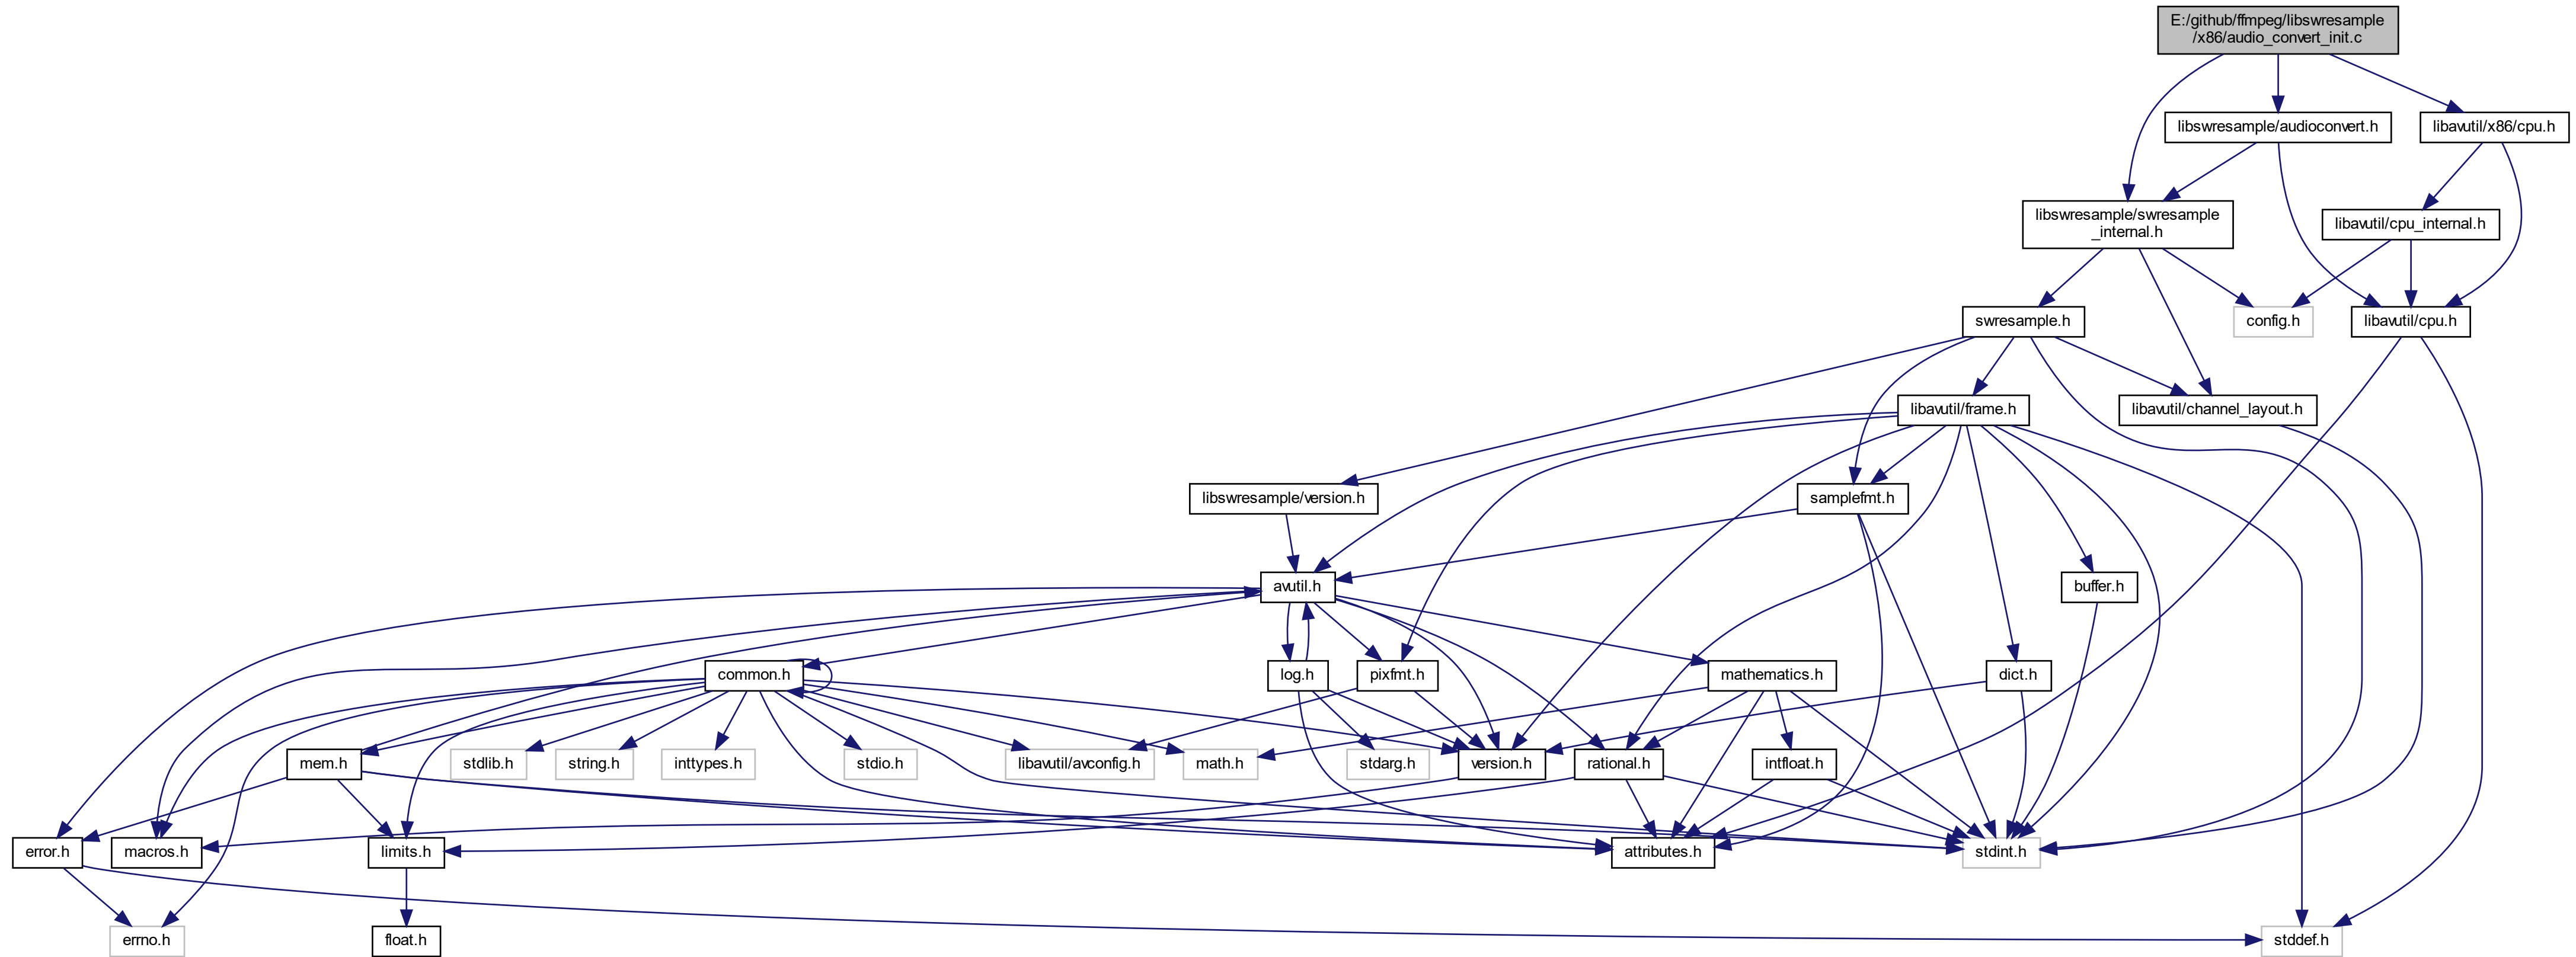 E:/github/ffmpeg/libswresample
/x86/audio_convert_init.c
libswresample/audioconvert.h
libavutil/x86/cpu.h
libswresample/swresample
_internal.h
libavutil/cpu_internal.h
swresample.h
config.h
libavutil/cpu.h
libavutil/frame.h
libavutil/channel_layout.h
libswresample/version.h
samplefmt.h
avutil.h
buffer.h
common.h
log.h
pixfmt.h
mathematics.h
dict.h
mem.h
stdlib.h
string.h
inttypes.h
stdio.h
libavutil/avconfig.h
math.h
stdarg.h
version.h
rational.h
intfloat.h
error.h
macros.h
limits.h
attributes.h
stdint.h
errno.h
float.h
stddef.h